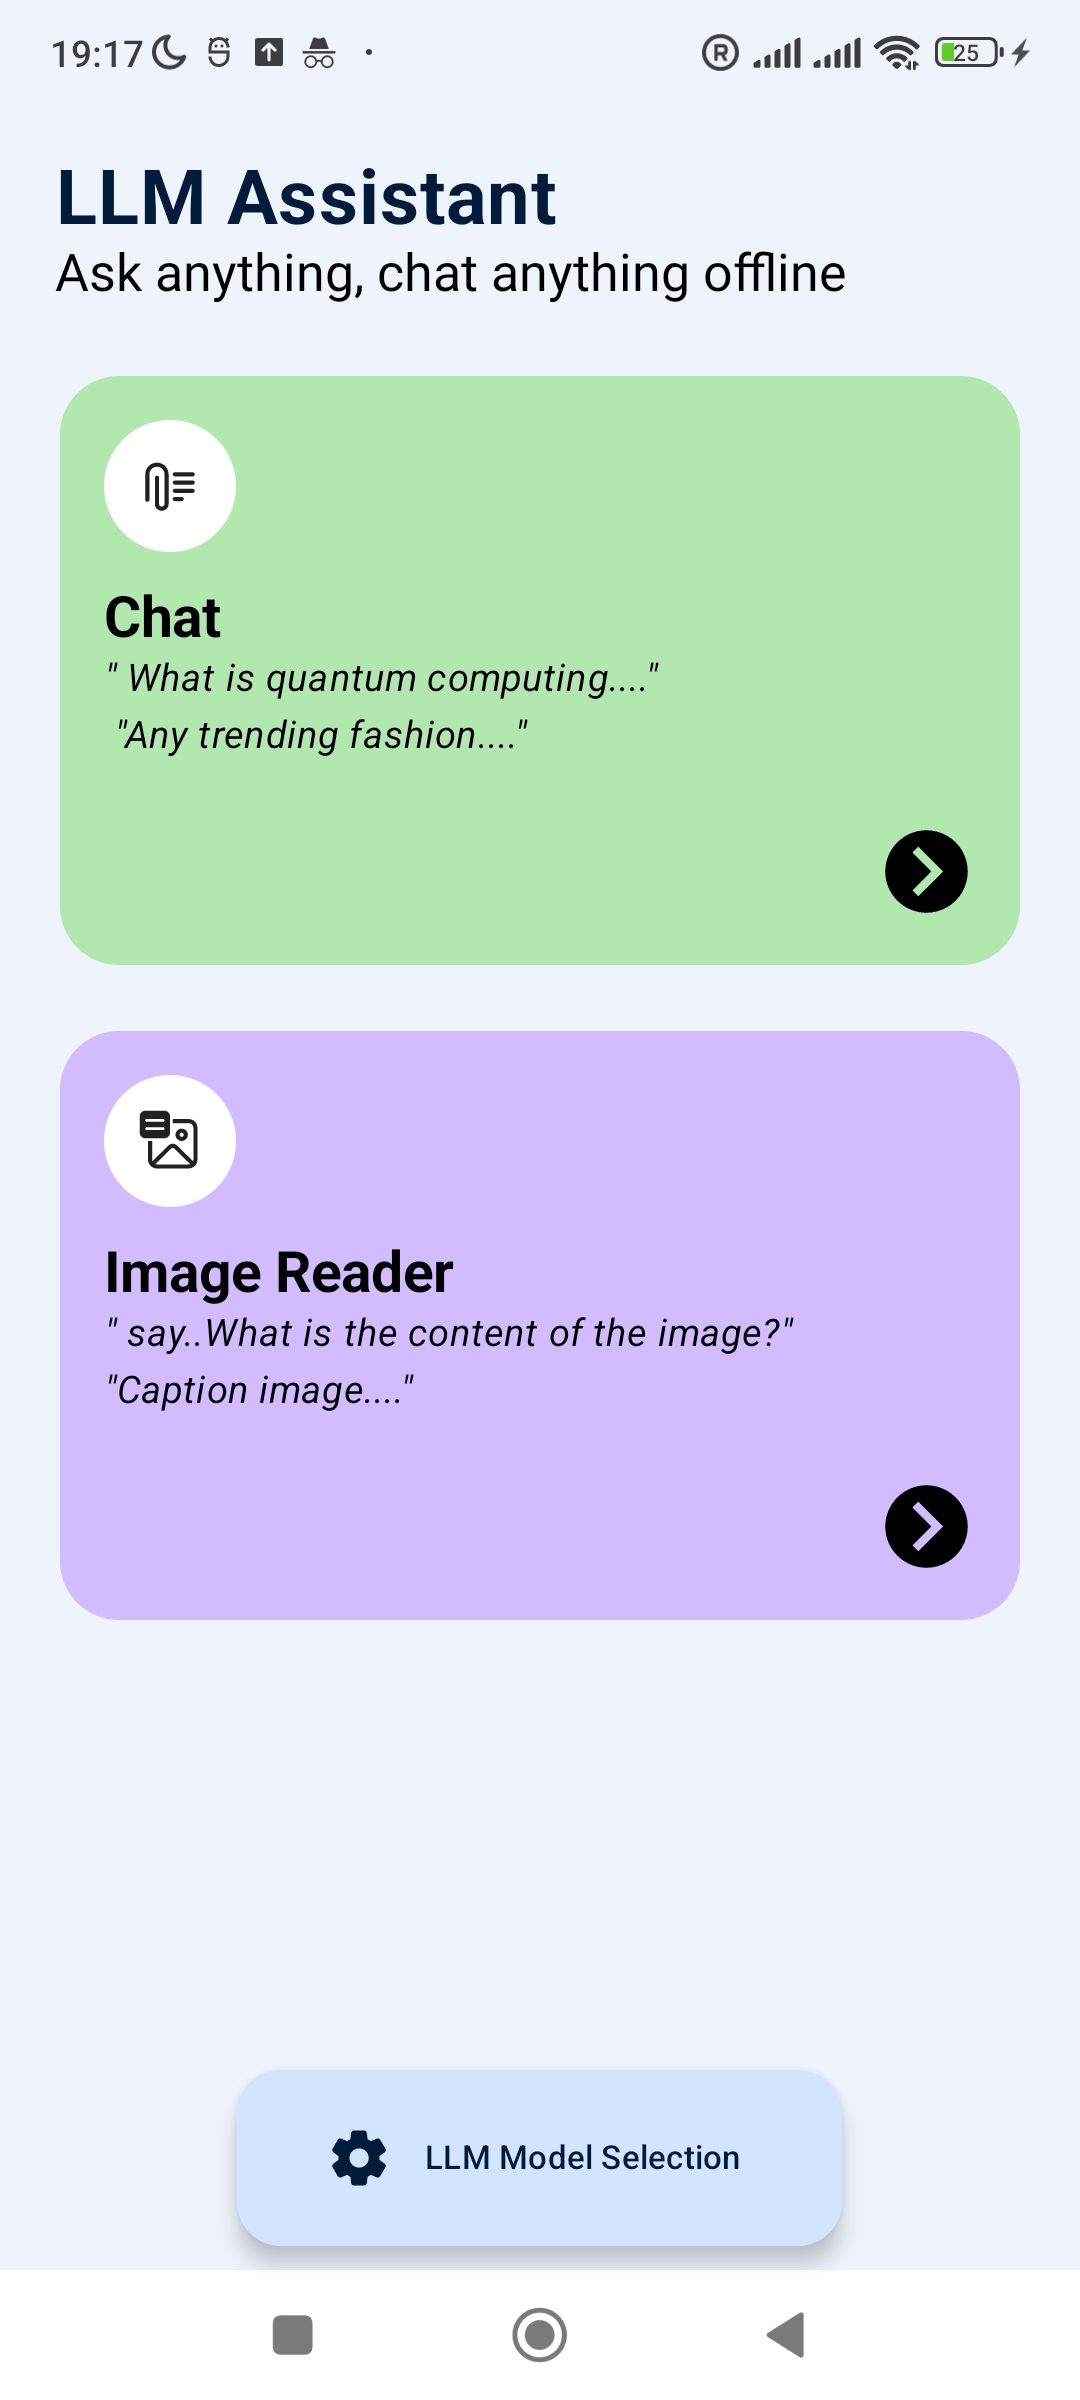 19:17
R
25
LLM Assistant
Ask anything, chat anything offline
Chat
" What is quantum computing...."
"Any trending fashion...."
Image Reader
" say..What is the content of the image?"
"Caption image...."
LLM Model Selection